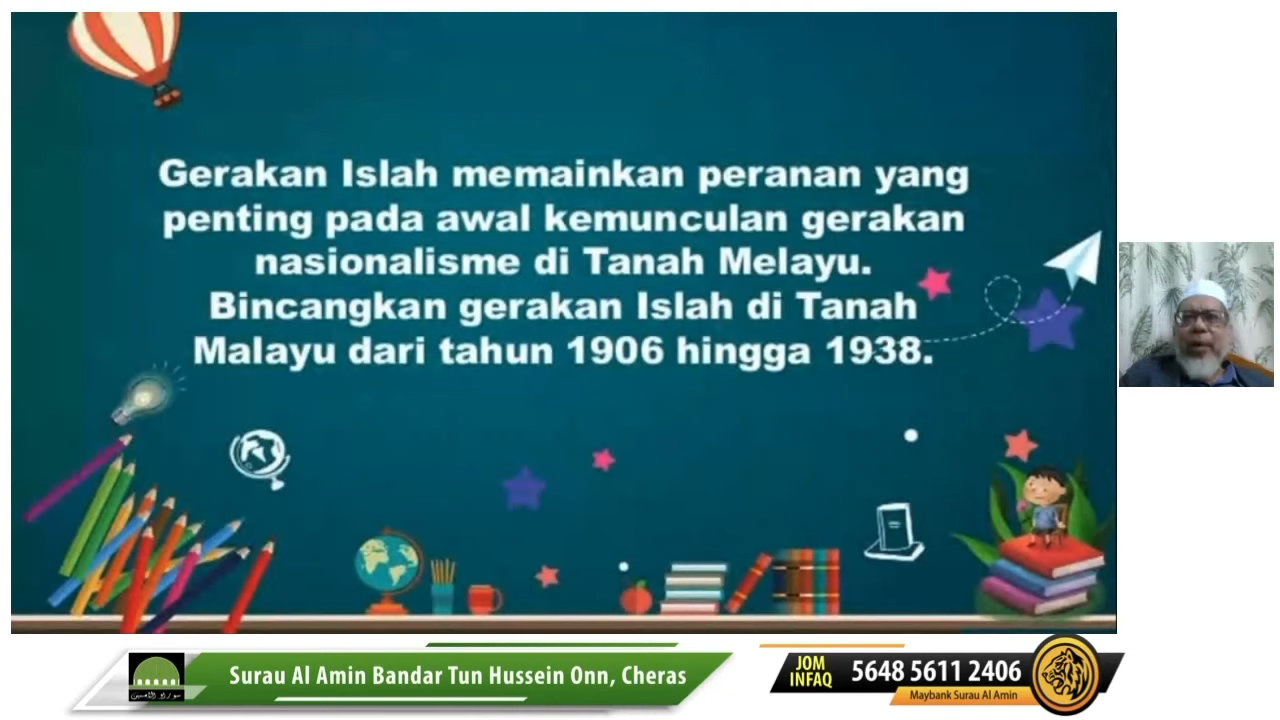 Gerakan Islah memainkan peranan yang
penting pada awal kemunculan gerakan
nasionalisme di Tanah Melayu.
Bincangkan gerakan Islah di Tanah
Malayu dari tahun 1906 hingga 1938.
Surau Al Amin Bandar Tun Hussein Onn, Cheras
JOM
INFAQ
5648 5611 2406
Maybank Surau Al Amin